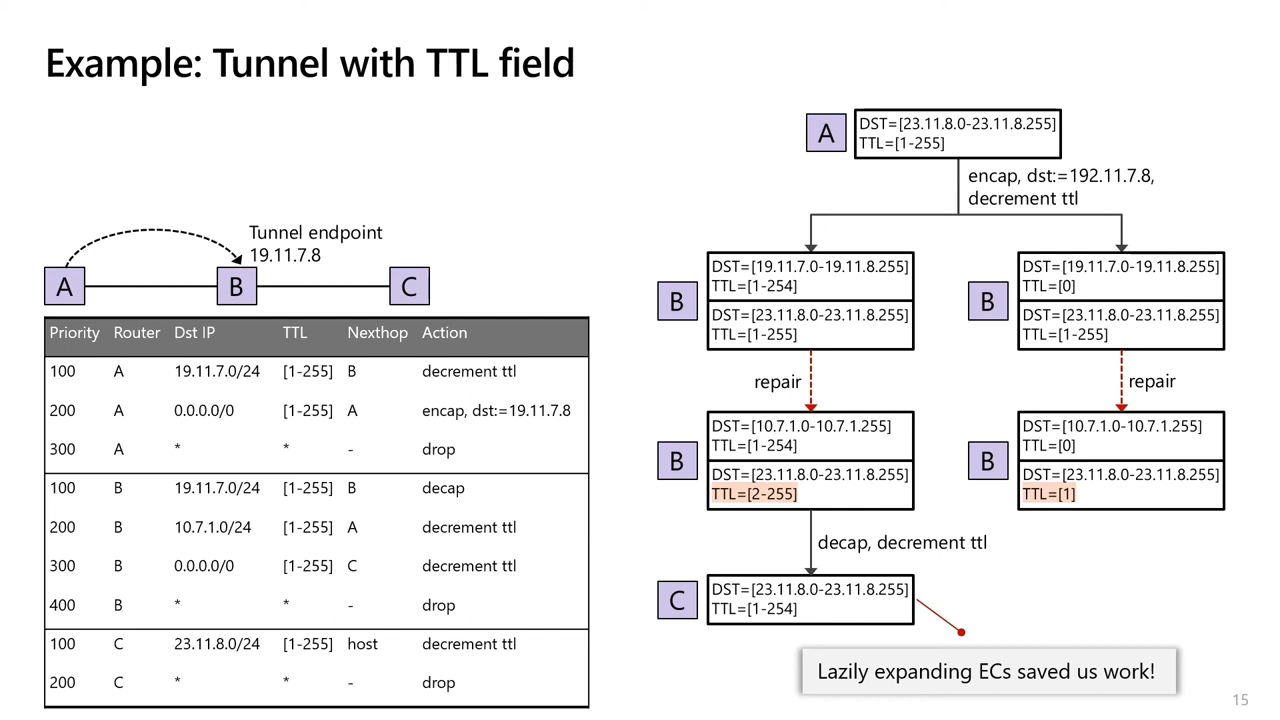 Example: Tunnel with TTL field
Tunnel endpoint
19.11.7.8
A
B
C
Priority Router Dst IP TTL Nexthop Action
100 A 19.11.7.0/24 [1-255] B decrement ttl
200 A 0.0.0.0/0 [1-255] A encap, dst:=19.11.7.8
300 A * * - drop
100 B 19.11.7.0/24 [1-255] B decap
200 B 10.7.1.0/24 [1-255] A decrement ttl
300 B 0.0.0.0/0 [1-255] C decrement ttl
400 B * * - drop
100 C 23.11.8.0/24 [1-255] host decrement ttl
200 C * * - drop
A
DST=[23.11.8.0-23.11.8.255]
TTL=[1-255]
encap, dst:=192.11.7.8,
decrement ttl
B
DST=[19.11.7.0-19.11.8.255]
TTL=[1-254]
DST=[23.11.8.0-23.11.8.255]
TTL=[1-255]
B
DST=[19.11.7.0-19.11.8.255]
TTL=[0]
DST=[23.11.8.0-23.11.8.255]
TTL=[1-255]
repair
repair
B
DST=[10.7.1.0-10.7.1.255]
TTL=[1-254]
DST=[23.11.8.0-23.11.8.255]
TTL=[2-255]
B
DST=[10.7.1.0-10.7.1.255]
TTL=[0]
DST=[23.11.8.0-23.11.8.255]
TTL=[1]
decap, decrement ttl
C
DST=[23.11.8.0-23.11.8.255]
TTL=[1-254]
Lazily expanding ECs saved us work!
15